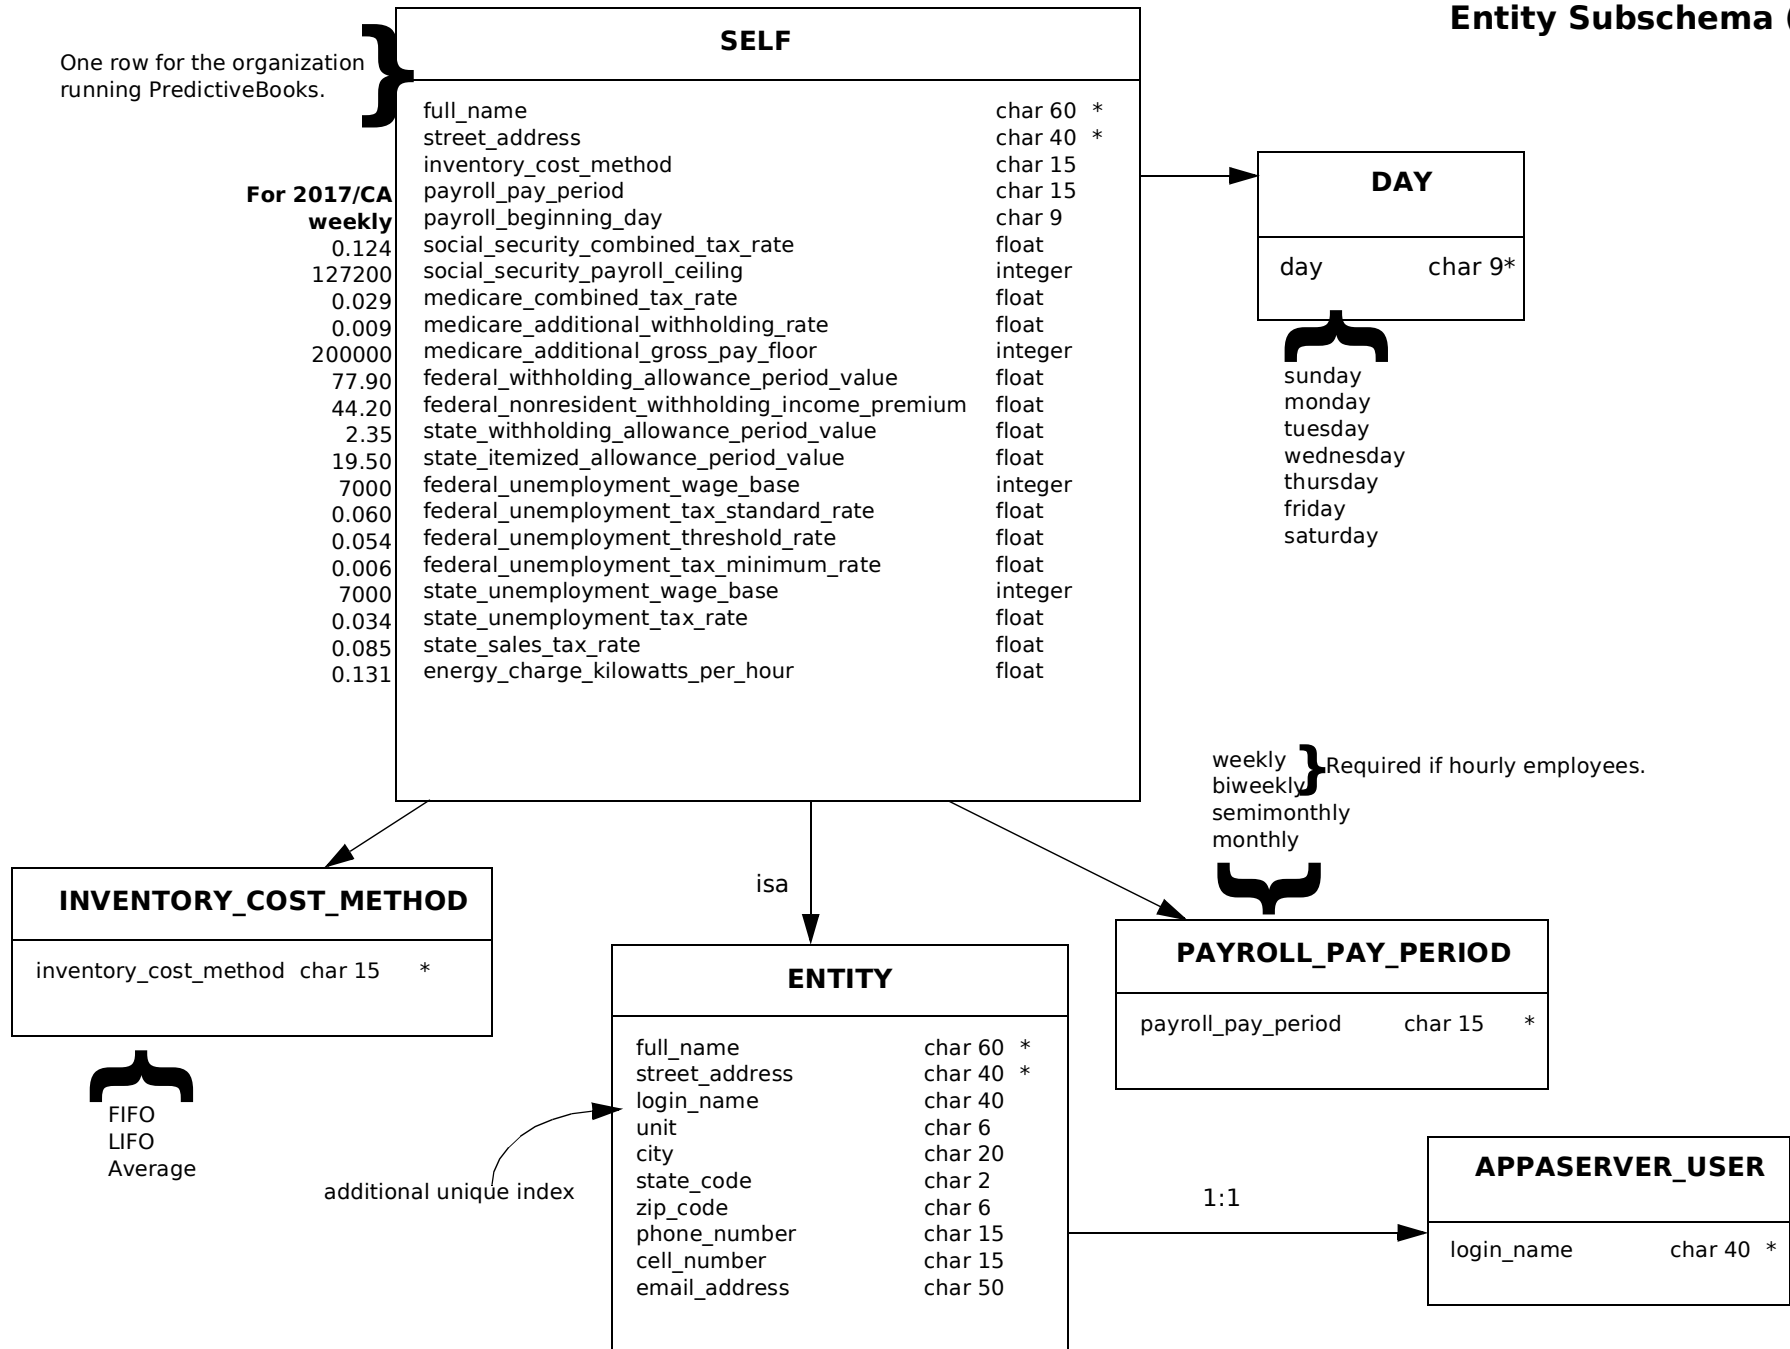 Entity Subschema (
SELF
One row for the organization
running PredictiveBooks.
full_name char 60 *
street_address char 40 *
inventory_cost_method char 15
For 2017/CA payroll_pay_period char 15
weekly payroll_beginning_day char 9
0.124 social_security_combined_tax_rate float
127200 social_security_payroll_ceiling integer
0.029 medicare_combined_tax_rate float
0.009 medicare_additional_withholding_rate float
200000 medicare_additional_gross_pay_floor integer
77.90 federal_withholding_allowance_period_value float
44.20 federal_nonresident_withholding_income_premium float
2.35 state_withholding_allowance_period_value float
19.50 state_itemized_allowance_period_value float
7000 federal_unemployment_wage_base integer
0.060 federal_unemployment_tax_standard_rate float
0.054 federal_unemployment_threshold_rate float
0.006 federal_unemployment_tax_minimum_rate float
7000 state_unemployment_wage_base integer
0.034 state_unemployment_tax_rate float
0.085 state_sales_tax_rate float
0.131 energy_charge_kilowatts_per_hour float
DAY
day char 9*
sunday
monday
tuesday
wednesday
thursday
friday
saturday
weekly
biweekly
semimonthly
monthly
Required if hourly employees.
INVENTORY_COST_METHOD
inventory_cost_method char 15 *
FIFO
LIFO
Average
isa
ENTITY
full_name char 60 *
street_address char 40 *
login_name char 40
unit char 6
city char 20
state_code char 2
zip_code char 6
phone_number char 15
cell_number char 15
email_address char 50
additional unique index
PAYROLL_PAY_PERIOD
payroll_pay_period char 15 *
1:1
APPASERVER_USER
login_name char 40 *